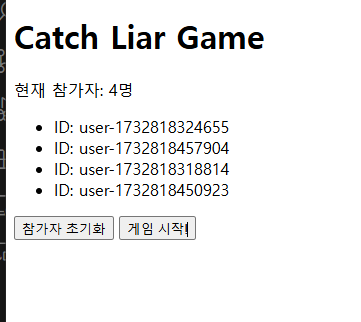 Catch Liar Game
현재 참가자: 4명
ID: user-1732818324655
ID: user-1732818457904
ID: user-1732818318814
ID: user-1732818450923
참가자 초기화 게임 시작!